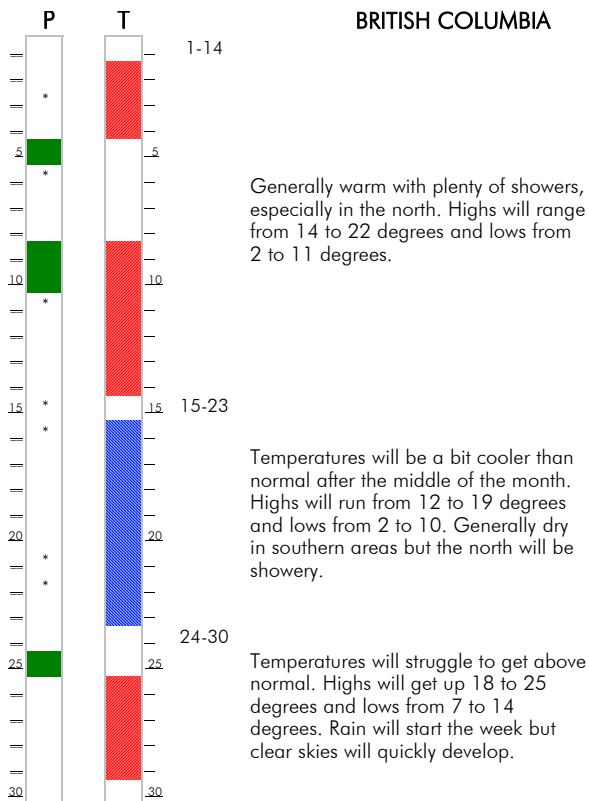 P T BRITISH COLUMBIA
1-14
*
5 5
*
Generally warm with plenty of showers,
especially in the north. Highs will range
from 14 to 22 degrees and lows from
2 to 11 degrees.
10 10
*
*
15 15 15-23
*
Temperatures will be a bit cooler than
normal after the middle of the month.
Highs will run from 12 to 19 degrees
and lows from 2 to 10. Generally dry
in southern areas but the north will be
showery.
20 20
*
*
24-30
25 25
Temperatures will struggle to get above
normal. Highs will get up 18 to 25
degrees and lows from 7 to 14
degrees. Rain will start the week but
clear skies will quickly develop.
30 30